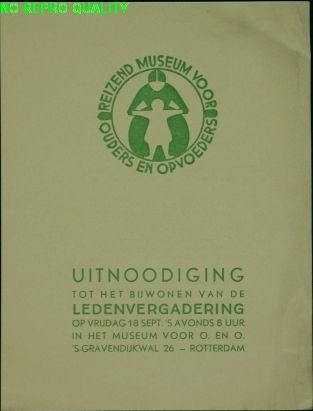 NO REPRO QUALITY
REIZEND MUSEUM VOOR
OUDERS EN OPVOEDERS
UITNOODIGING
TOT HET BIJWONEN VAN DE
LEDENVERGADERING
OP VRIJDAG 18 SEPT. 'S AVONDS 8 UUR
IN HET MUSEUM VOOR O. EN O.
'S-GRAVENDIJKWAL 26 – ROTTERDAM